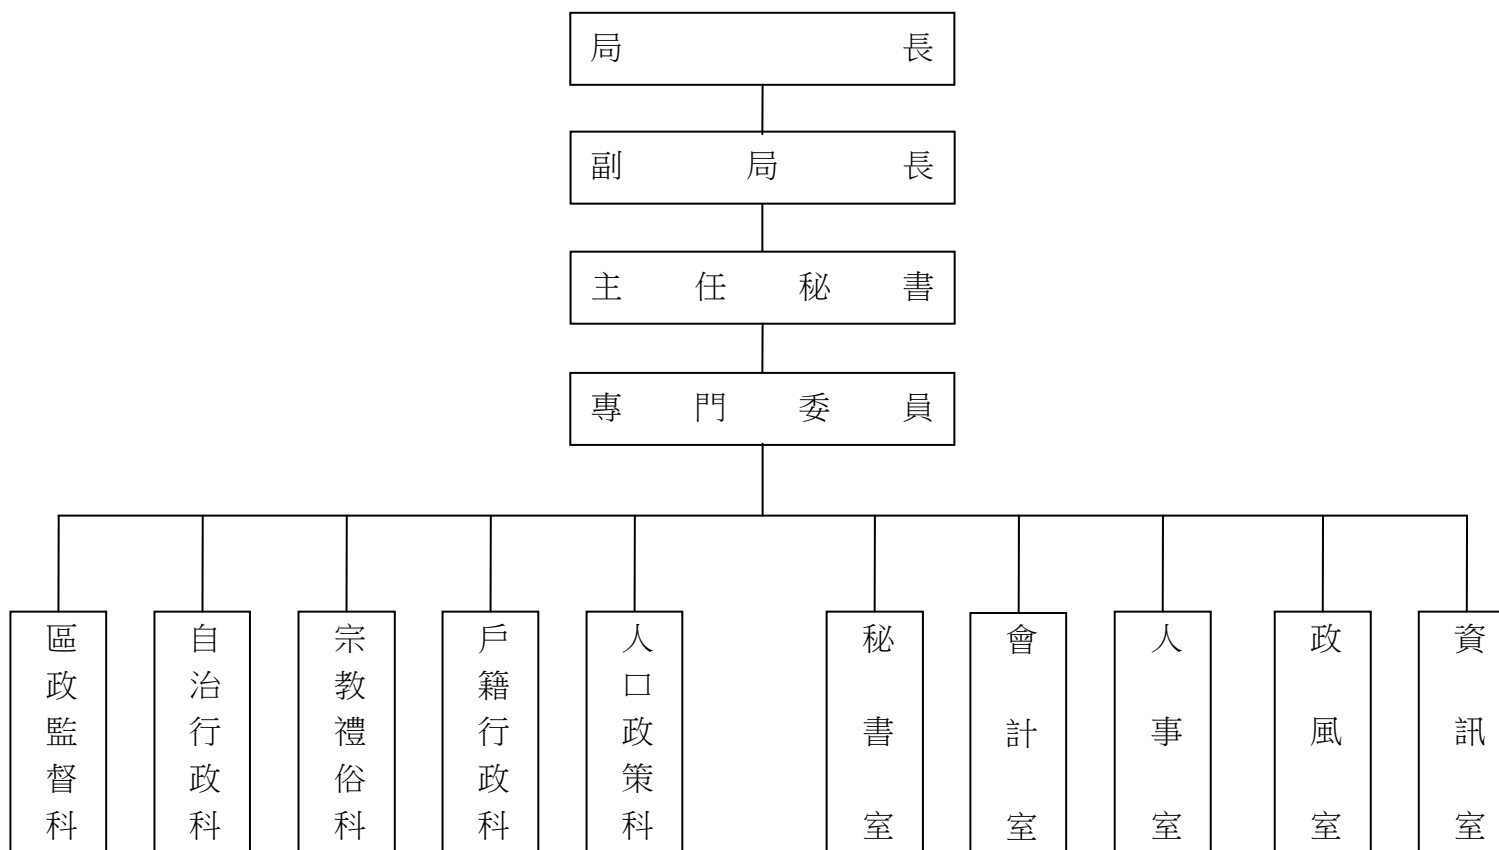 局長
副局長
主任秘書
專門委員
區政監督科
自治行政科
宗教禮俗科
戶籍行政科
人口政策科
秘書室
會計室
人事室
政風室
資訊室